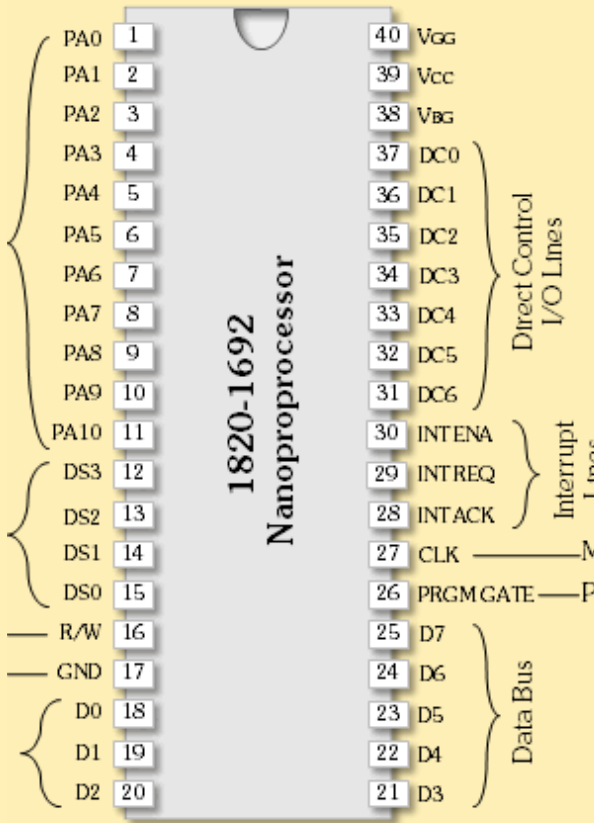 PA0 1
PA1 2
PA2 3
PA3 4
PA4 5
PA5 6
PA6 7
PA7 8
PA8 9
PA9 10
PA10 11
DS3 12
DS2 13
DS1 14
DS0 15
R/W 16
GND 17
D0 18
D1 19
D2 20
1820-1692
Nanoproprocessor
40 VGG
39 VCC
38 VBG
37 DC0
36 DC1
35 DC2
34 DC3
33 DC4
32 DC5
31 DC6
30 INTENA
29 INTREQ
28 INTACK
27 CLK M
26 PRGM GATE P
25 D7
24 D6
23 D5
22 D4
21 D3
Direct Control
I/O Lines
Interrupt
Lines
Data Bus